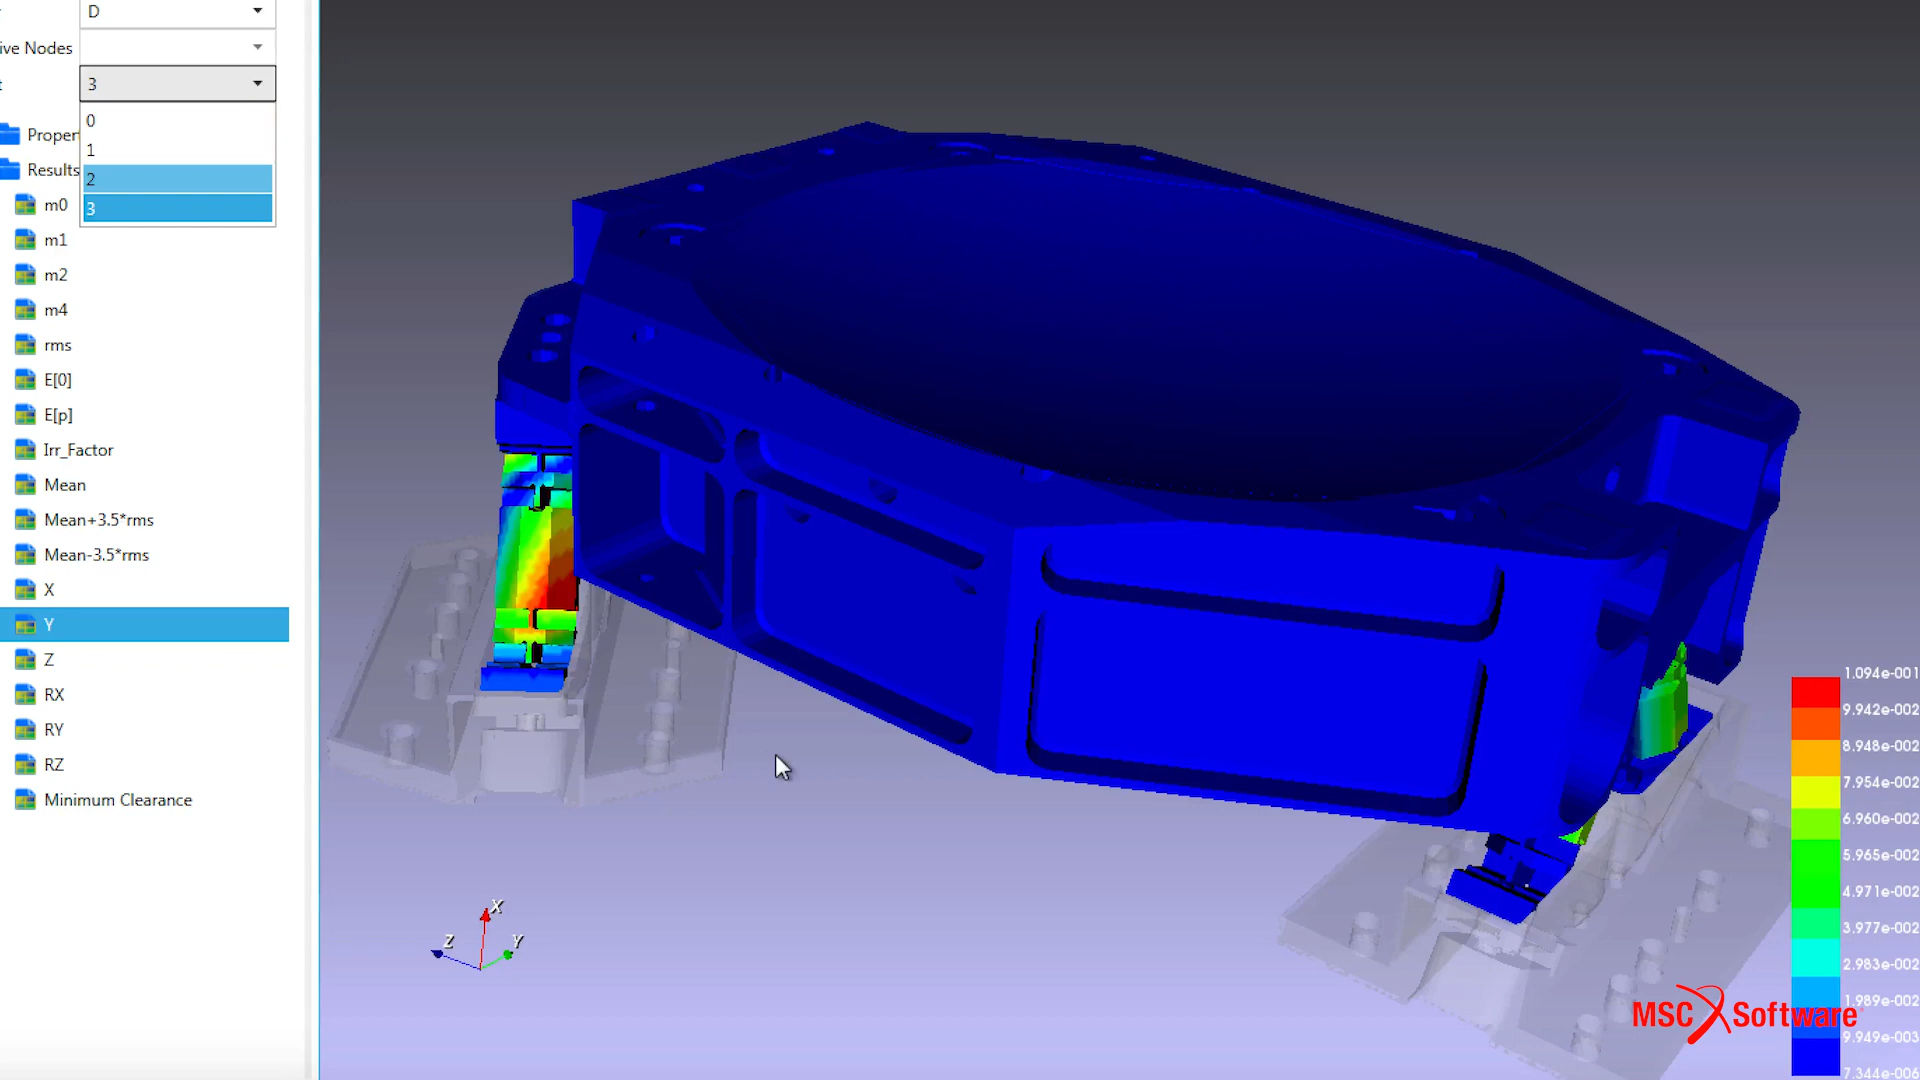 D
ive Nodes
3
0
1
2
3
Proper
Results
m0
m1
m2
m4
rms
E[0]
E[p]
Irr_Factor
Mean
Mean+3.5*rms
Mean-3.5*rms
X
Y
Z
RX
RY
RZ
Minimum Clearance
X
Z
Y
1.094e-001
9.942e-002
8.948e-002
7.954e-002
6.960e-002
5.965e-002
4.971e-002
3.977e-002
2.983e-002
1.989e-002
9.949e-003
7.344e-006
MSC Software